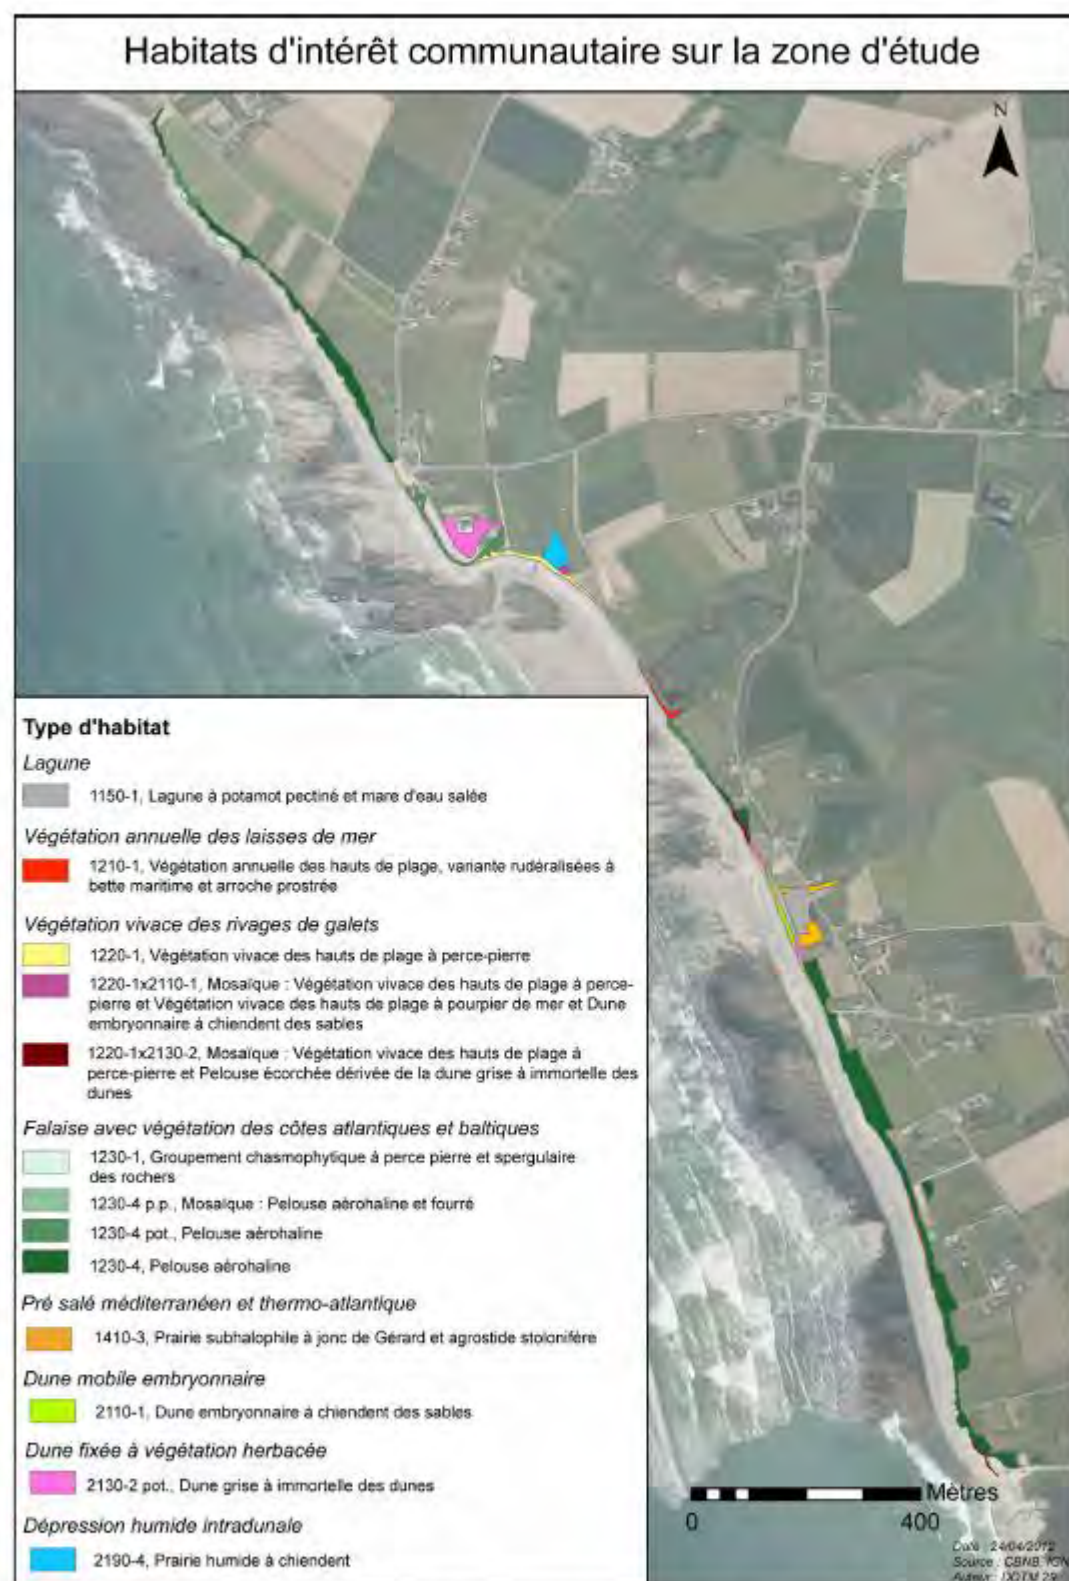 Habitats d'intérêt communautaire sur la zone d'étude
N
Type d'habitat
Lagune
1150-1, Lagune à potamot pectiné et mare d'eau salée
Végétation annuelle des laisses de mer
1210-1, Végétation annuelle des hauts de plage, variante rudéralisées à
bette maritime et arroche prostrée
Végétation vivace des rivages de galets
1220-1, Végétation vivace des hauts de plage à perce-pierre
1220-1x2110-1, Mosaïque : Végétation vivace des hauts de plage à perce-
pierre et Végétation vivace des hauts de plage à pourpier de mer et Dune
embryonnaire à chiendent des sables
1220-1x2130-2, Mosaïque : Végétation vivace des hauts de plage à
perce-pierre et Pelouse écorchée dérivée de la dune grise à immortelle des
dunes
Falaise avec végétation des côtes atlantiques et baltiques
1230-1, Groupement chasmophytique à perce pierre et spergulaire
des rochers
1230-4 p.p., Mosaïque : Pelouse aérohaline et fourré
1230-4 pot., Pelouse aérohaline
1230-4, Pelouse aérohaline
Pré salé méditerranéen et thermo-atlantique
1410-3, Prairie subhalophile à jonc de Gérard et agrostide stolonifère
Dune mobile embryonnaire
2110-1, Dune embryonnaire à chiendent des sables
Dune fixée à végétation herbacée
2130-2 pot., Dune grise à immortelle des dunes
Dépression humide intradunale
2190-4, Prairie humide à chiendent
Mètres
0 400
Date : 24/04/2012
Source : CBNB, IGN
Auteur : DDTM 29